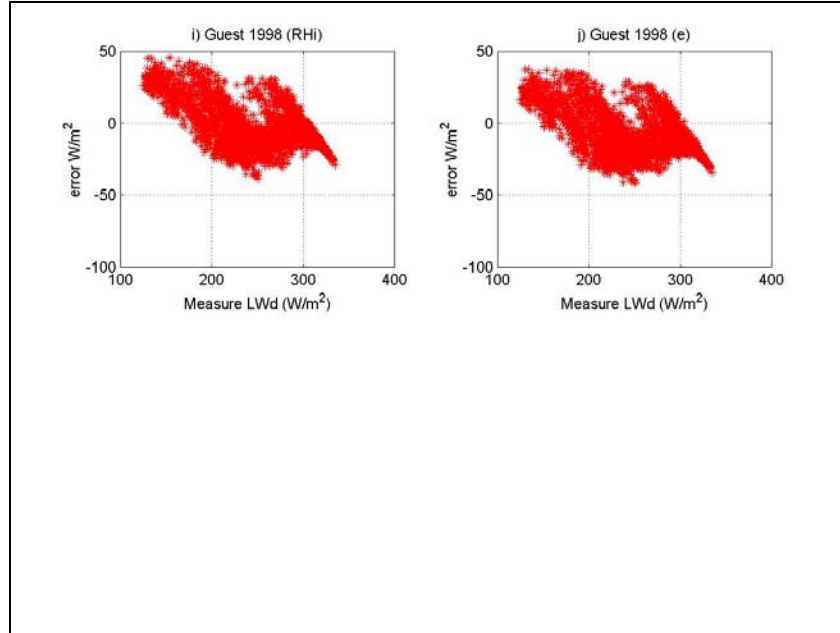 i) Guest 1998 (RHi)
50
0
-50
-100
error W/m²
100
200
300
400
Measure LWd (W/m²)
j) Guest 1998 (e)
50
0
-50
-100
error W/m²
100
200
300
400
Measure LWd (W/m²)